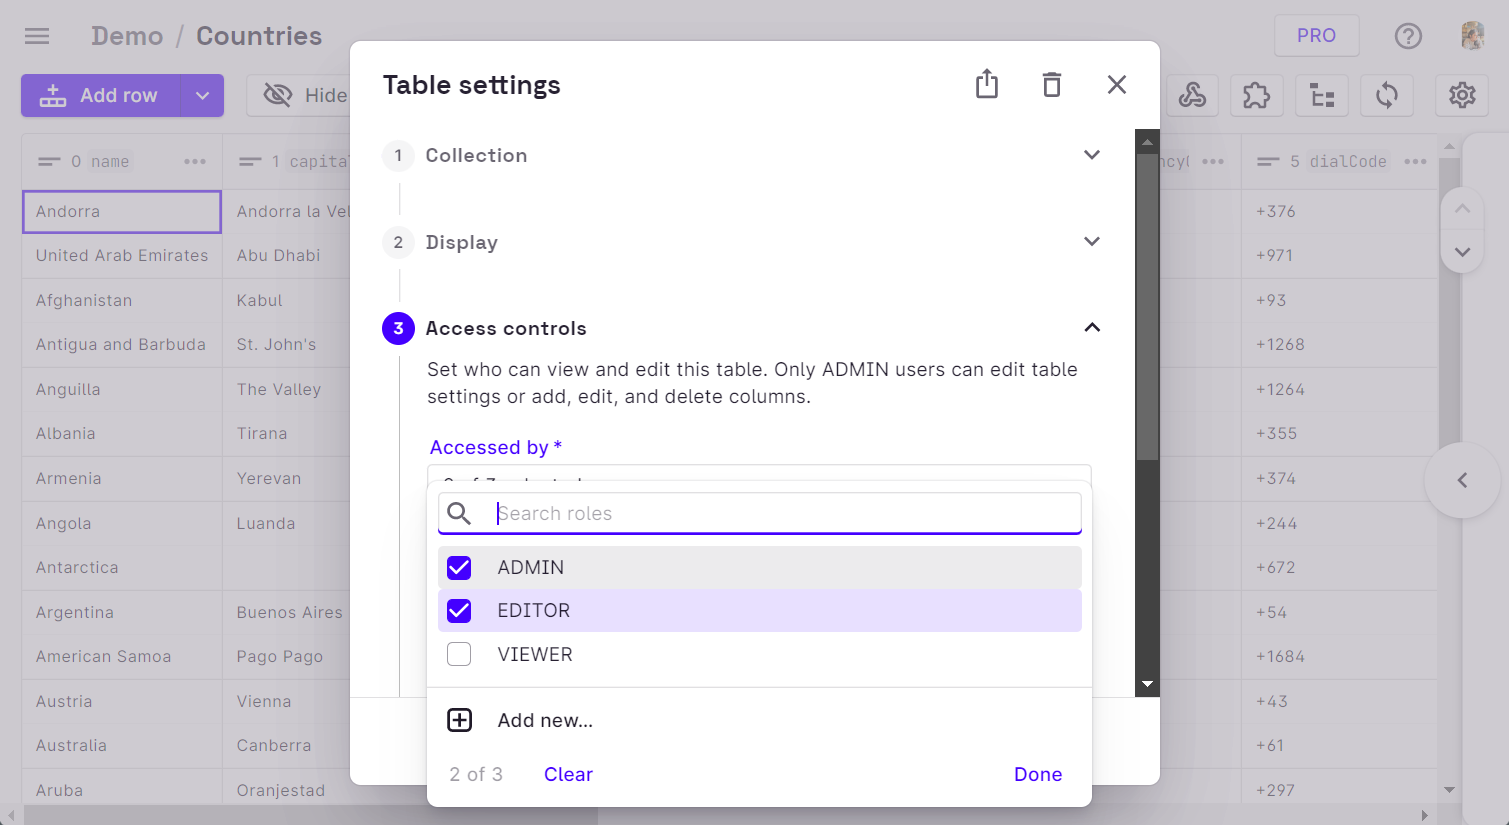 Demo / Countries
PRO
Add row
Hide
Table settings
0 name
1
5 dialCode
1 Collection
2 Display
3 Access controls
Set who can view and edit this table. Only ADMIN users can edit table
settings or add, edit, and delete columns.
Accessed by *
Search roles
ADMIN
EDITOR
VIEWER
Add new...
2 of 3 Clear Done
Andorra Andorra la +376
United Arab Emirates Abu Dhabi +971
Afghanistan Kabul +93
Antigua and Barbuda St. John's +1268
Anguilla The Valley +1264
Albania Tirana +355
Armenia Yerevan +374
Angola Luanda +244
Antarctica +672
Argentina Buenos Aires +54
American Samoa Pago Pago +1684
Austria Vienna +43
Australia Canberra +61
Aruba Oranjestad +297